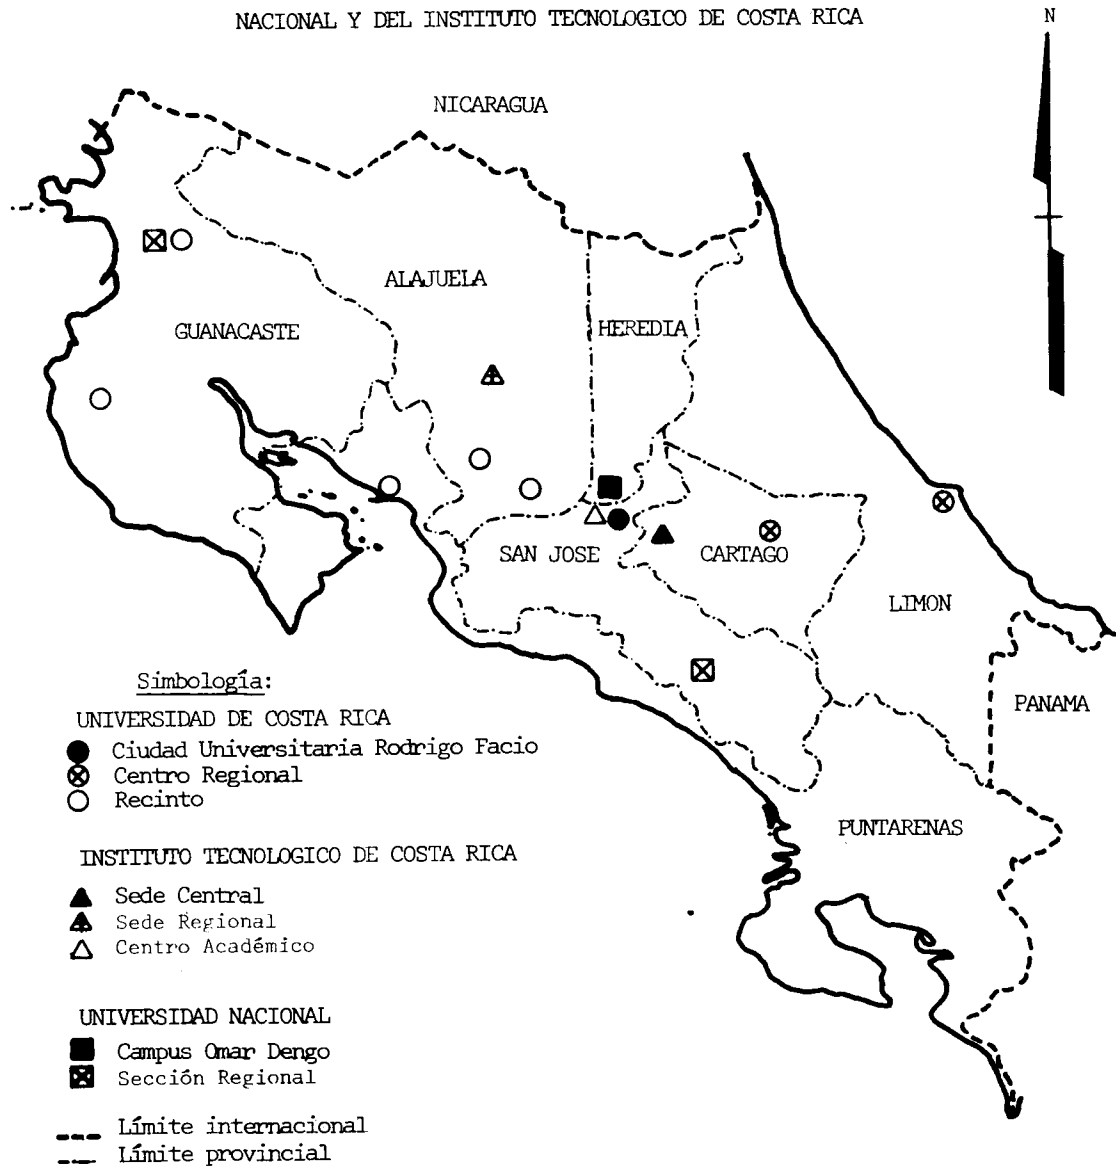 NACIONAL Y DEL INSTITUTO TECNOLOGICO DE COSTA RICA
N
NICARAGUA
ALAJUELA
HEREDIA
GUANACASTE
SAN JOSE
CARTAGO
LIMON
PANAMA
PUNTARENAS
Simbología:
UNIVERSIDAD DE COSTA RICA
Ciudad Universitaria Rodrigo Facio
Centro Regional
Recinto
INSTITUTO TECNOLOGICO DE COSTA RICA
Sede Central
Sede Regional
Centro Académico
UNIVERSIDAD NACIONAL
Campus Omar Dengo
Sección Regional
Límite internacional
Límite provincial